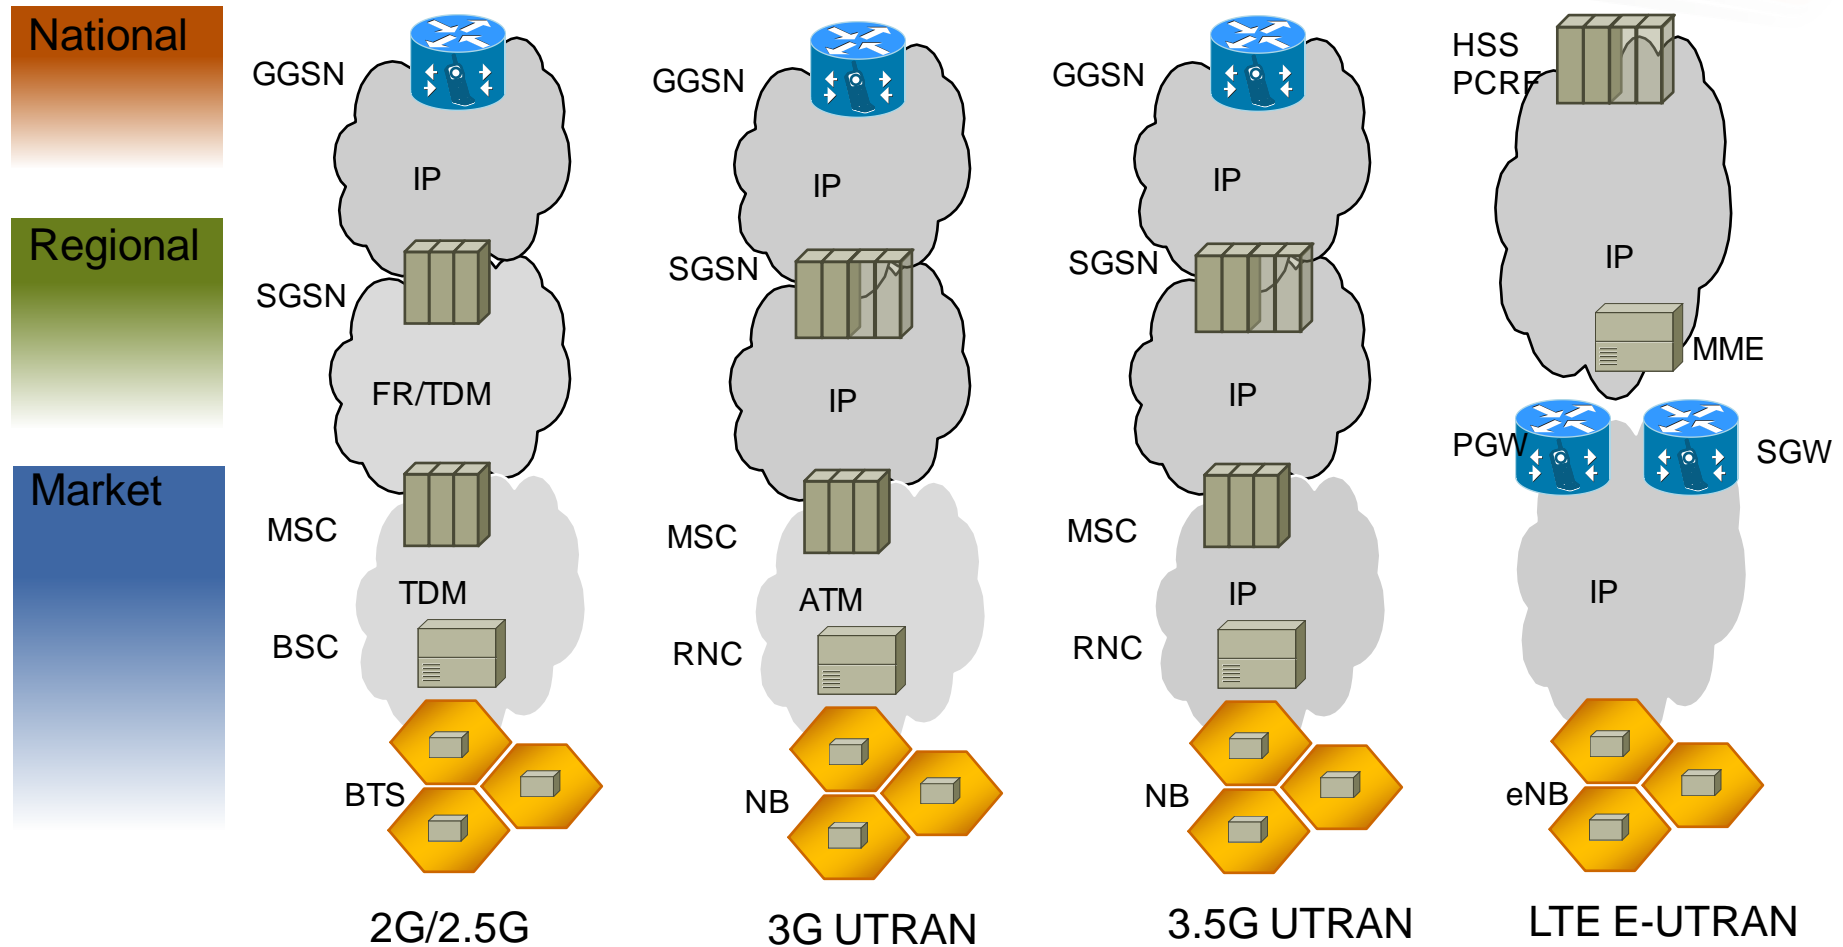 National
Regional
Market
GGSN
IP
SGSN
FR/TDM
MSC
TDM
BSC
BTS
2G/2.5G
GGSN
IP
SGSN
IP
MSC
ATM
RNC
NB
3G UTRAN
GGSN
IP
SGSN
IP
MSC
IP
RNC
NB
3.5G UTRAN
HSS
PCRF
IP
MME
PGW
SGW
IP
eNB
LTE E-UTRAN